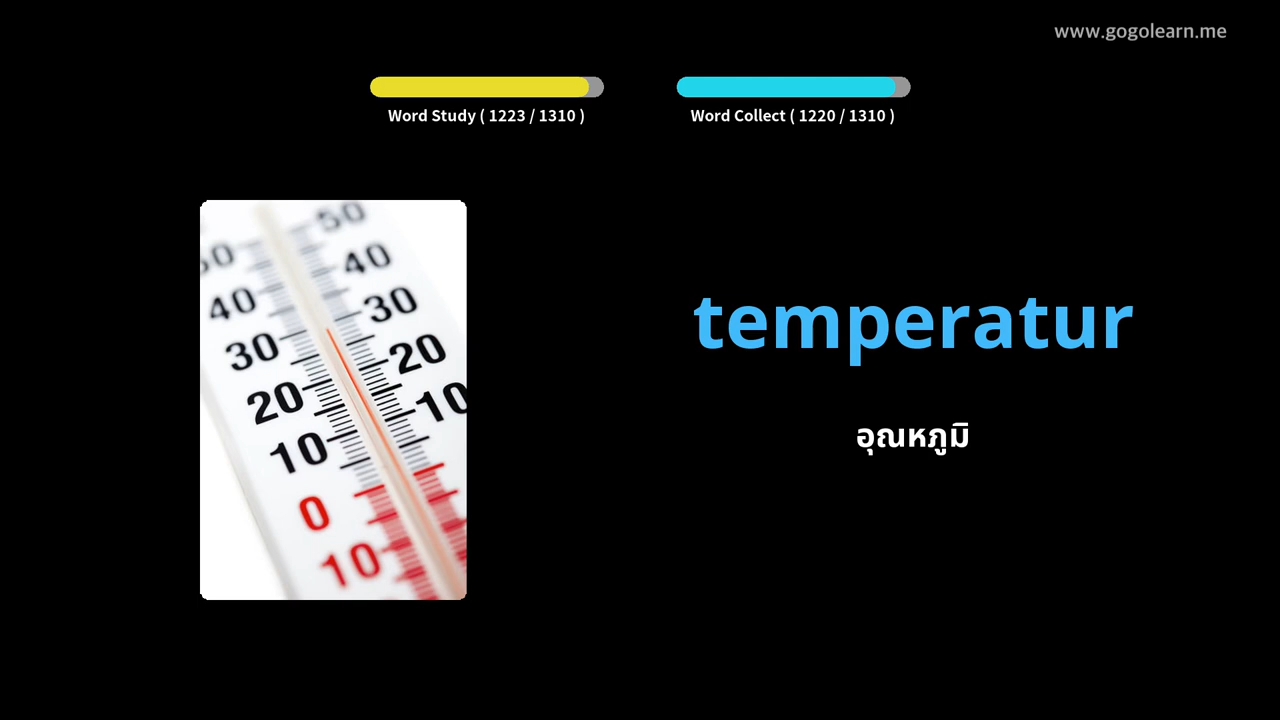 www.gogolearn.me
Word Study ( 1223 / 1310 )
Word Collect ( 1220 / 1310 )
50
50
40
40
30
30
20
20
10
10
0
10
temperatur
อุณหภูมิ